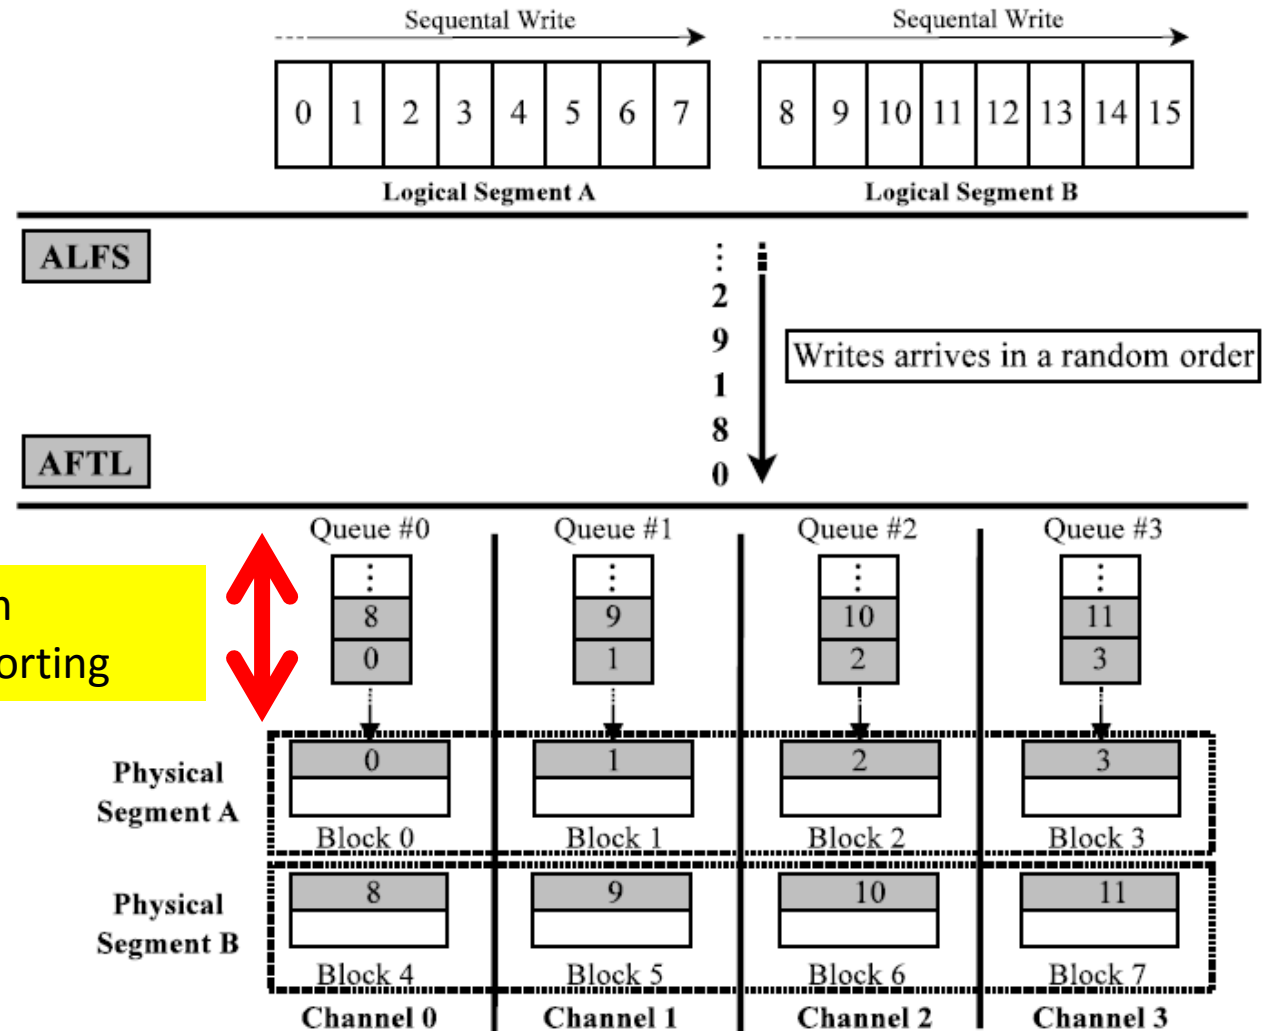 Sequental Write
Sequental Write
0 1 2 3 4 5 6 7
8 9 10 11 12 13 14 15
Logical Segment A
Logical Segment B
ALFS
⋮
2
9
1
8
0
Writes arrives in a random order
AFTL
Queue #0
Queue #1
Queue #2
Queue #3
⋮ ⋮ ⋮ ⋮
8 9 10 11
0 1 2 3
Physical
Segment A
0 1 2 3
Block 0
Block 1
Block 2
Block 3
Physical
Segment B
8 9 10 11
Block 4
Block 5
Block 6
Block 7
Channel 0
Channel 1
Channel 2
Channel 3